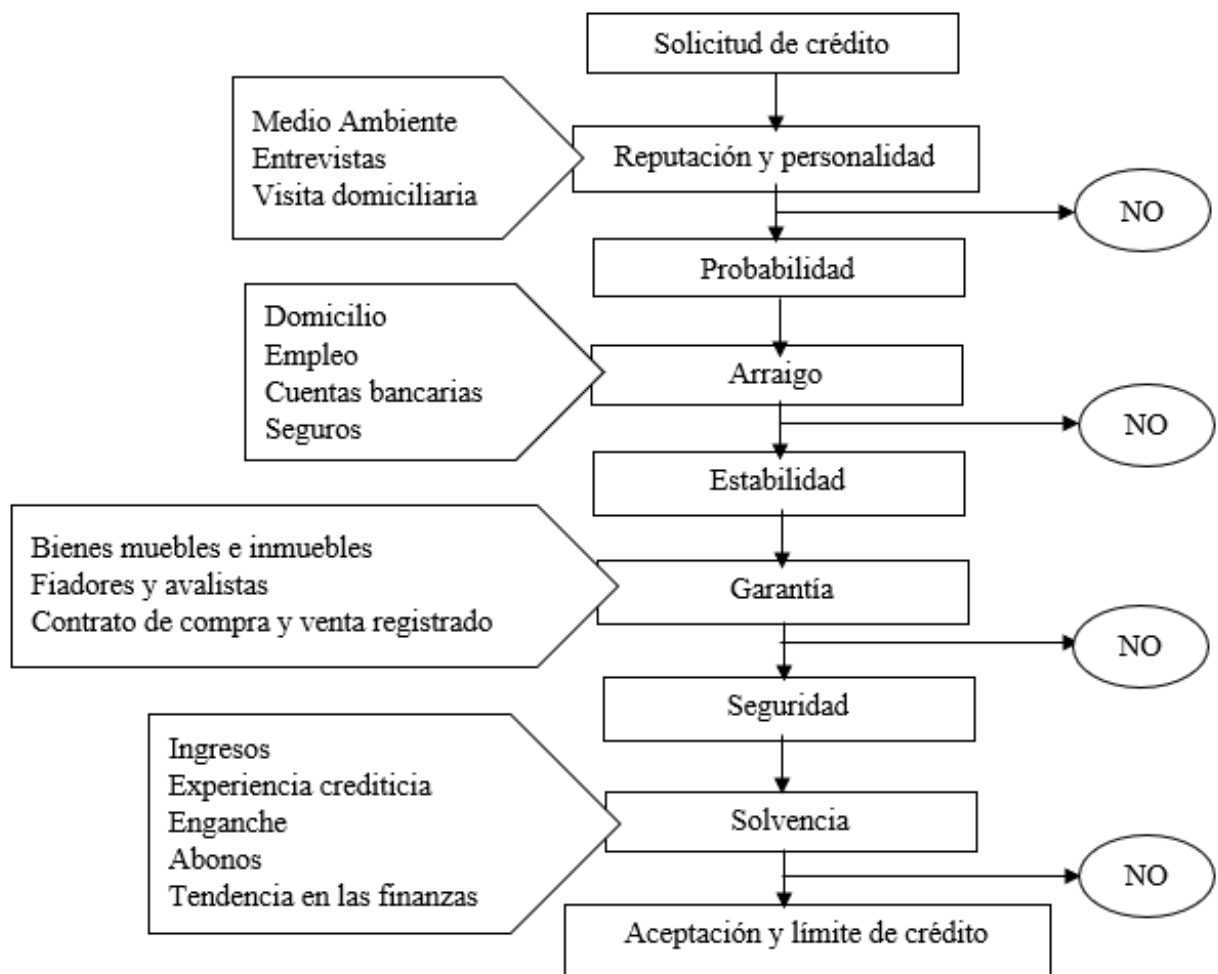 Solicitud de crédito
Medio Ambiente
Entrevistas
Visita domiciliaria
Reputación y personalidad
NO
Probabilidad
Domicilio
Empleo
Cuentas bancarias
Seguros
Arraigo
NO
Estabilidad
Bienes muebles e inmuebles
Fiadores y avalistas
Contrato de compra y venta registrado
Garantía
NO
Seguridad
Ingresos
Experiencia crediticia
Enganche
Abonos
Tendencia en las finanzas
Solvencia
NO
Aceptación y límite de crédito